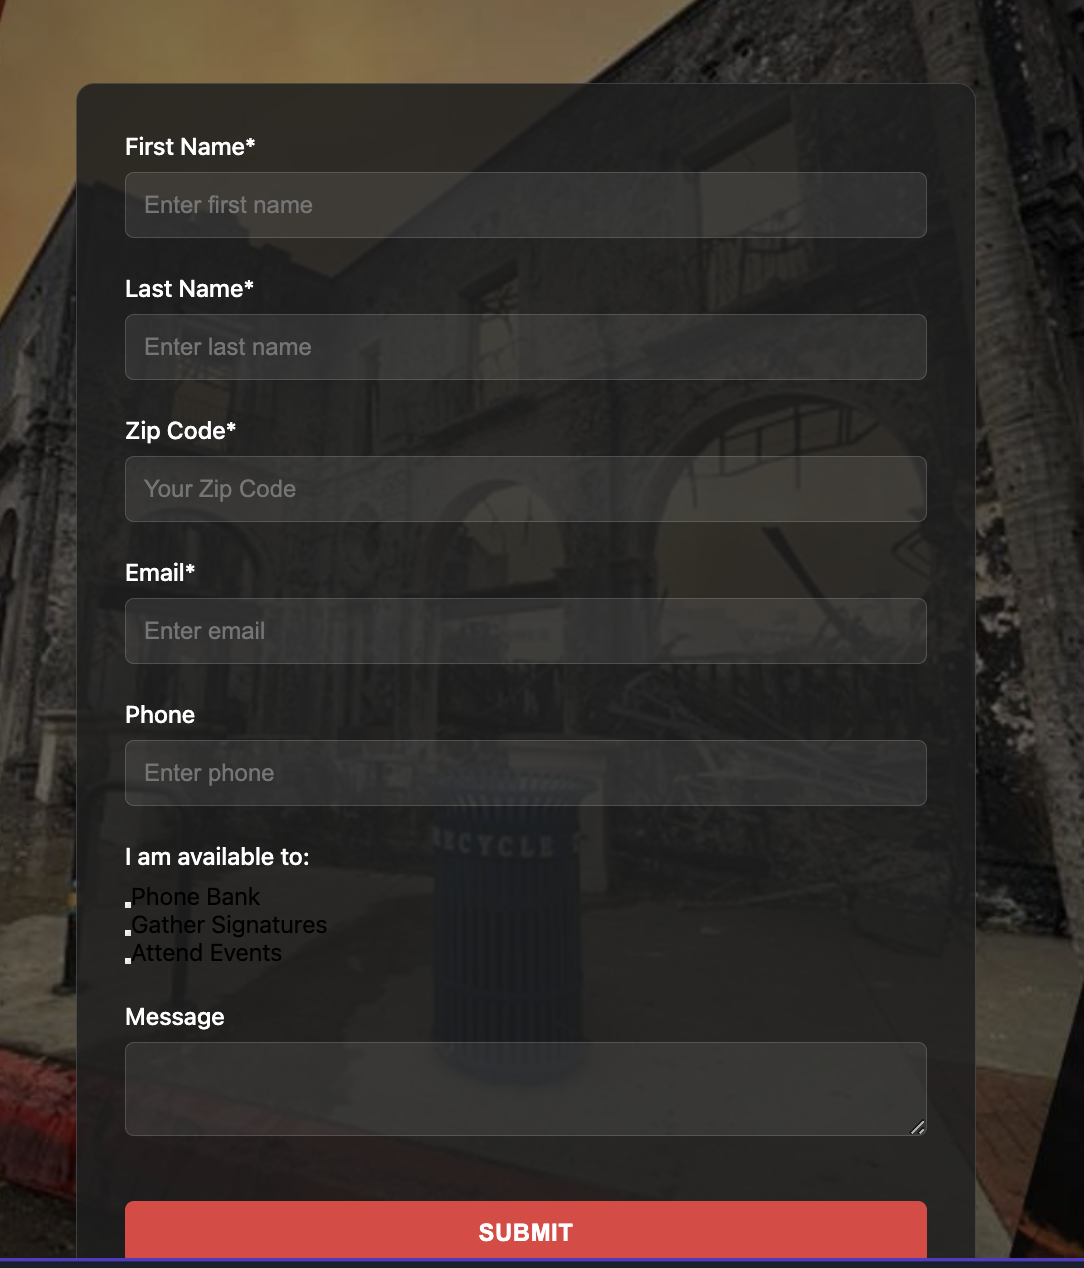 First Name*
Enter first name
Last Name*
Enter last name
Zip Code*
Your Zip Code
Email*
Enter email
Phone
Enter phone
RECYCLE
I am available to:
Phone Bank
Gather Signatures
Attend Events
Message
SUBMIT